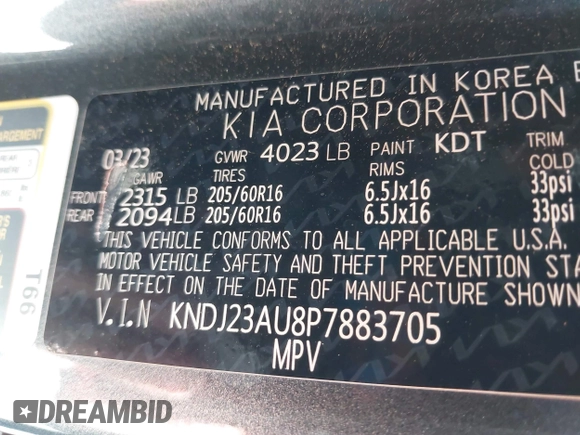 MANUFACTURED IN KOREA B
KIA CORPORATION
03/23 GVWR 4023 LB PAINT KDT TRIM
GAWR TIRES RIMS COLD
FRONT 2315 LB 205/60R16 6.5Jx16 33psi
REAR 2094 LB 205/60R16 6.5Jx16 33psi
THIS VEHICLE CONFORMS TO ALL APPLICABLE U.S.A.
MOTOR VEHICLE SAFETY AND THEFT PREVENTION STA
IN EFFECT ON THE DATE OF MANUFACTURE SHOWN
V.I.N KNDJ23AU8P7883705
MPV
T66
DREAMBID